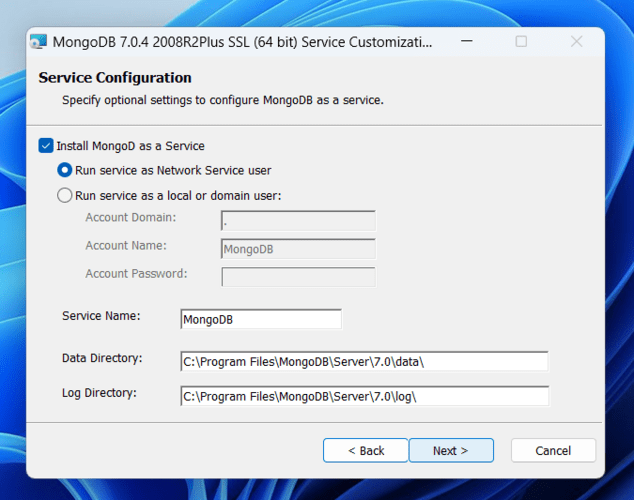 MongoDB 7.0.4 2008R2Plus SSL (64 bit) Service Customizati...
Service Configuration
Specify optional settings to configure MongoDB as a service.
Install MongoD as a Service
Run service as Network Service user
Run service as a local or domain user:
Account Domain: .
Account Name: MongoDB
Account Password:
Service Name: MongoDB
Data Directory: C:\Program Files\MongoDB\Server\7.0\data\
Log Directory: C:\Program Files\MongoDB\Server\7.0\log\
< Back Next > Cancel